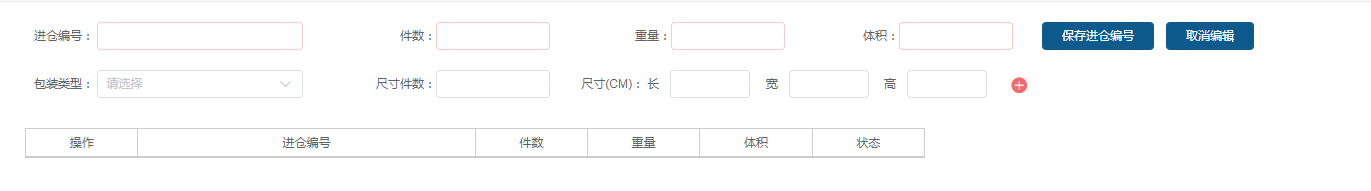 进仓编号： 件数： 重量： 体积： 保存进仓编号 取消编辑
包装类型： 请选择 尺寸件数： 尺寸(CM)： 长 宽 高
操作 进仓编号 件数 重量 体积 状态